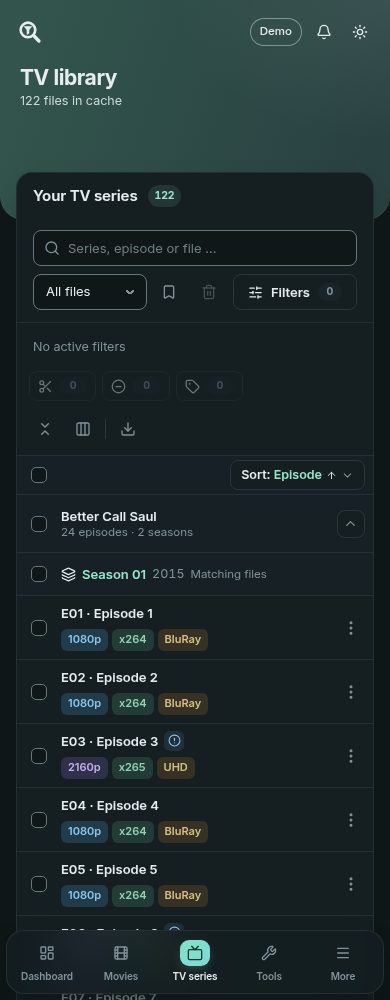 Demo
TV library
122 files in cache
Your TV series 122
Series, episode or file ...
All files
Filters 0
No active filters
0 0 0
Sort: Episode ↑
Better Call Saul
24 episodes · 2 seasons
Season 01 2015 Matching files
E01 · Episode 1
1080p x264 BluRay
E02 · Episode 2
1080p x264 BluRay
E03 · Episode 3
2160p x265 UHD
E04 · Episode 4
1080p x264 BluRay
E05 · Episode 5
1080p x264 BluRay
Dashboard Movies TV series Tools More
E07 · Episode 7